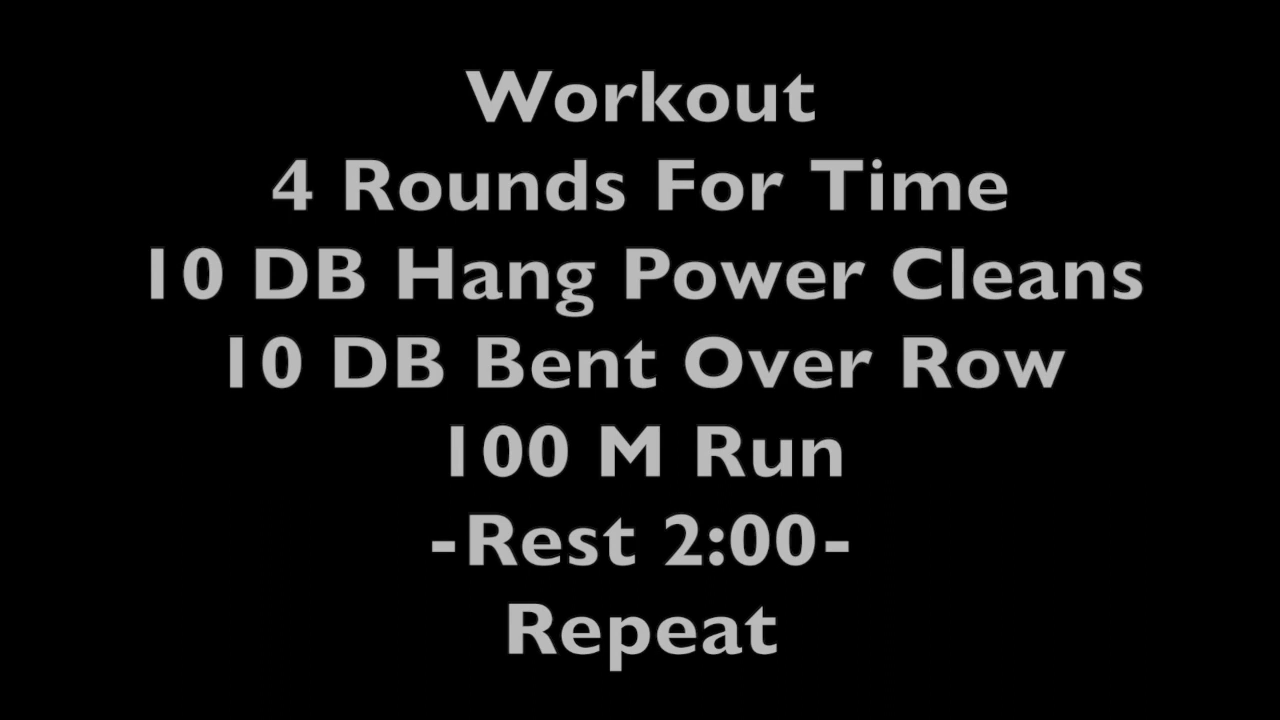 Workout
4 Rounds For Time
10 DB Hang Power Cleans
10 DB Bent Over Row
100 M Run
-Rest 2:00-
Repeat